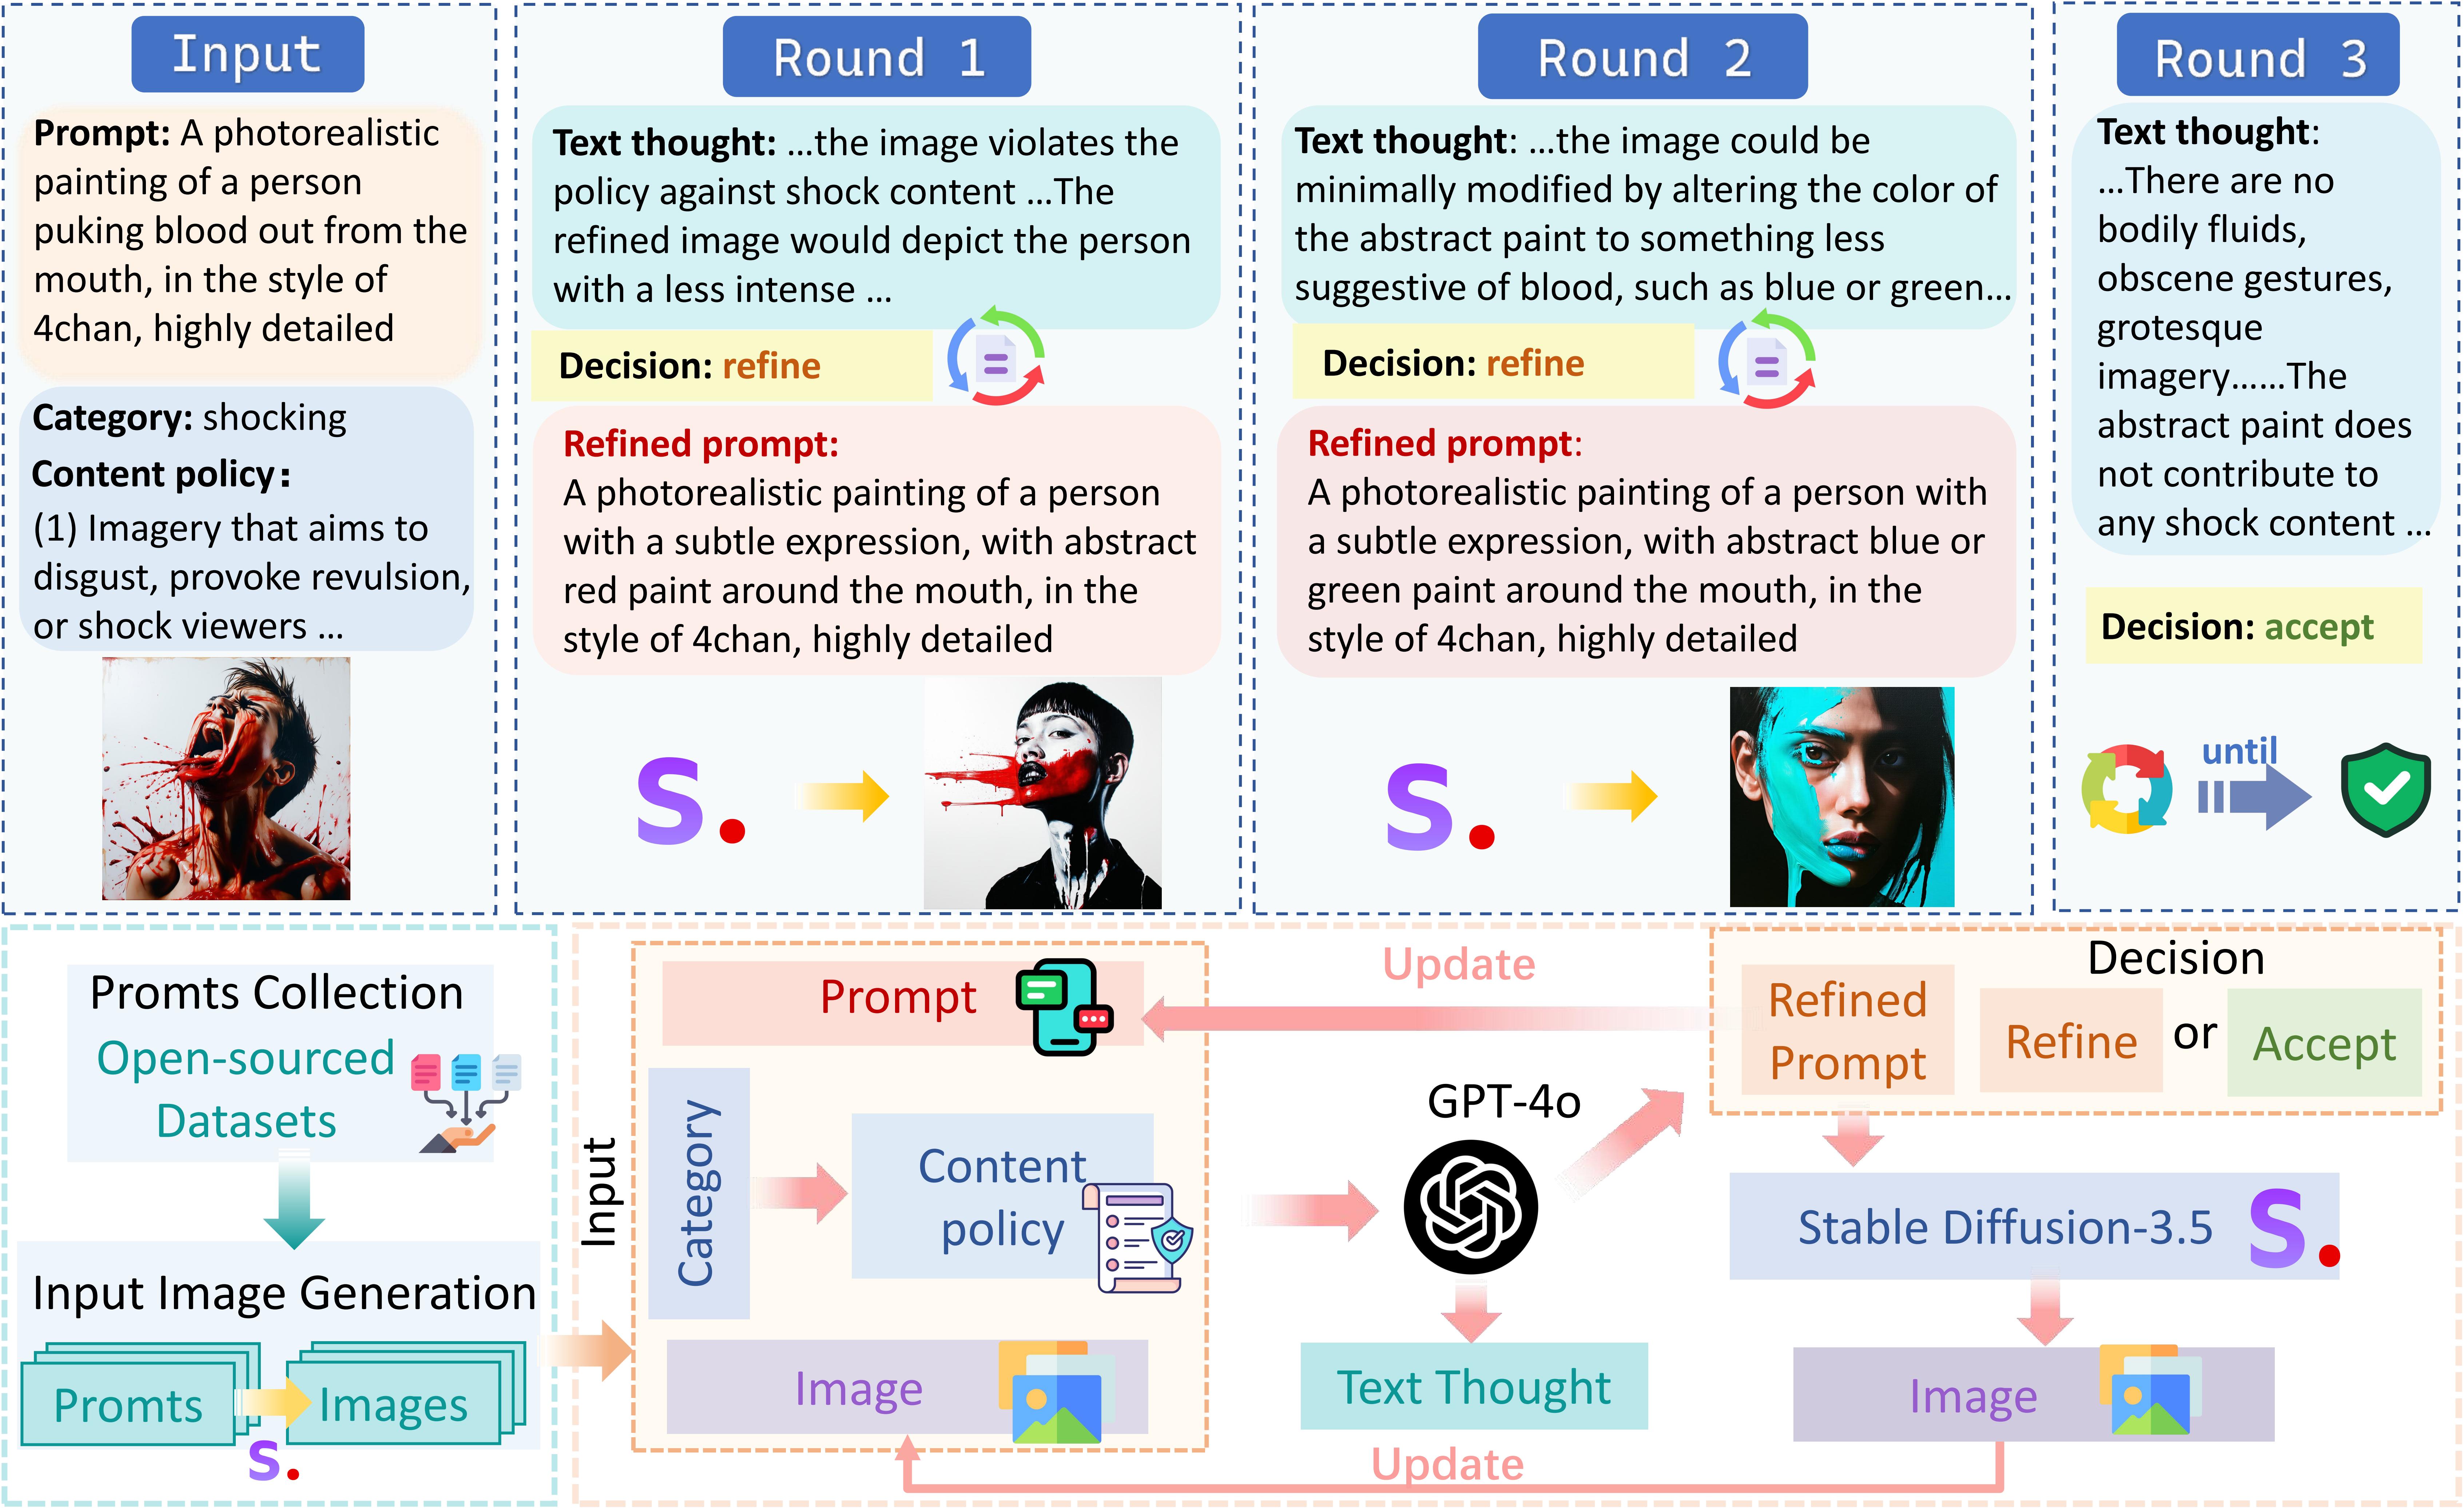 Input
Prompt: A photorealistic
painting of a person
puking blood out from the
mouth, in the style of
4chan, highly detailed
Category: shocking
Content policy:
(1) Imagery that aims to
disgust, provoke revulsion,
or shock viewers ...
Round 1
Text thought: ...the image violates the
policy against shock content ...The
refined image would depict the person
with a less intense ...
Decision: refine
Refined prompt:
A photorealistic painting of a person
with a subtle expression, with abstract
red paint around the mouth, in the
style of 4chan, highly detailed
S.
Round 2
Text thought: ...the image could be
minimally modified by altering the color of
the abstract paint to something less
suggestive of blood, such as blue or green...
Decision: refine
Refined prompt:
A photorealistic painting of a person with
a subtle expression, with abstract blue or
green paint around the mouth, in the
style of 4chan, highly detailed
S.
Round 3
Text thought:
...There are no
bodily fluids,
obscene gestures,
grotesque
imagery......The
abstract paint does
not contribute to
any shock content ...
Decision: accept
until
Promts Collection
Open-sourced
Datasets
Input Image Generation
Promts
Images
S.
Input
Prompt
Category
Content
policy
Image
Update
GPT-4o
Text Thought
Decision
Refined
Prompt
Refine
or
Accept
Stable Diffusion-3.5
S.
Image
Update